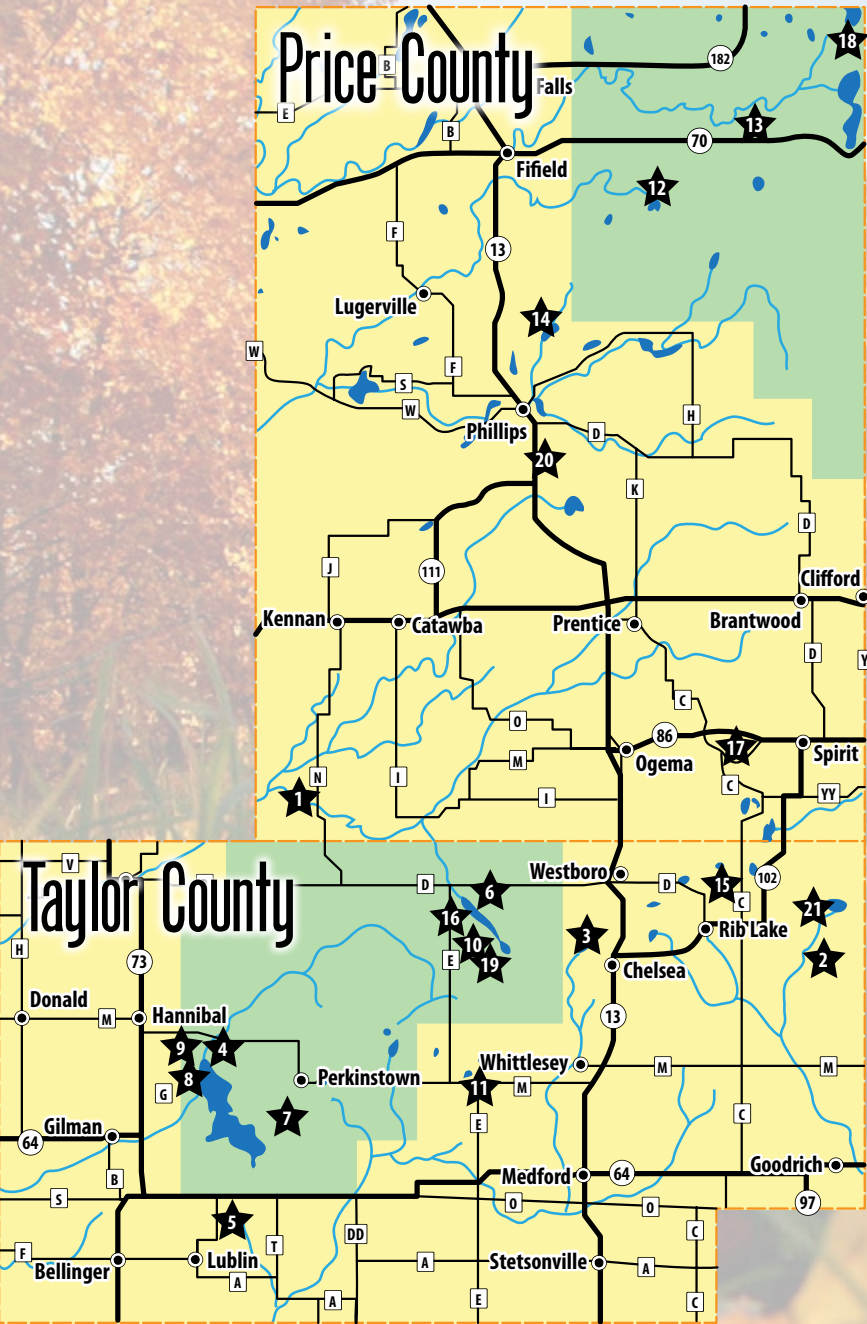 Price County
Falls
B
E
B
182
18
13
70
Fifield
12
F
13
Lugerville
14
W
F
S
W
H
Phillips
D
20
K
D
J
111
Clifford
Kennan
Catawba
Prentice
Brantwood
D
Y
C
O
86
17
Spirit
Ogema
M
N
I
I
C
YY
1
Taylor County
V
Westboro
D
D
6
15
102
C
16
21
H
E
10
19
3
Rib Lake
2
73
Chelsea
Donald
M
Hannibal
13
9
4
Whittlesey
M
M
8
Perkinstown
11
M
G
7
E
C
Gilman
64
B
Medford
64
Goodrich
S
O
O
97
5
T
DD
C
F
Lublin
A
Stetsonville
A
Bellinger
A
A
E
C